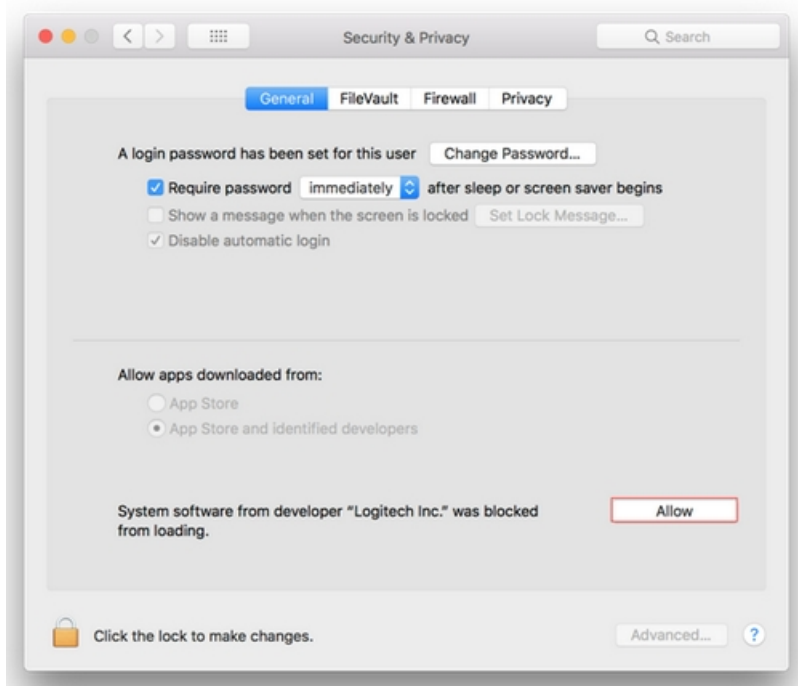 Security & Privacy
Search
General FileVault Firewall Privacy
A login password has been set for this user Change Password...
Require password immediately after sleep or screen saver begins
Show a message when the screen is locked Set Lock Message...
Disable automatic login
Allow apps downloaded from:
App Store
App Store and identified developers
System software from developer “Logitech Inc.” was blocked
from loading.
Allow
Click the lock to make changes.
Advanced... ?